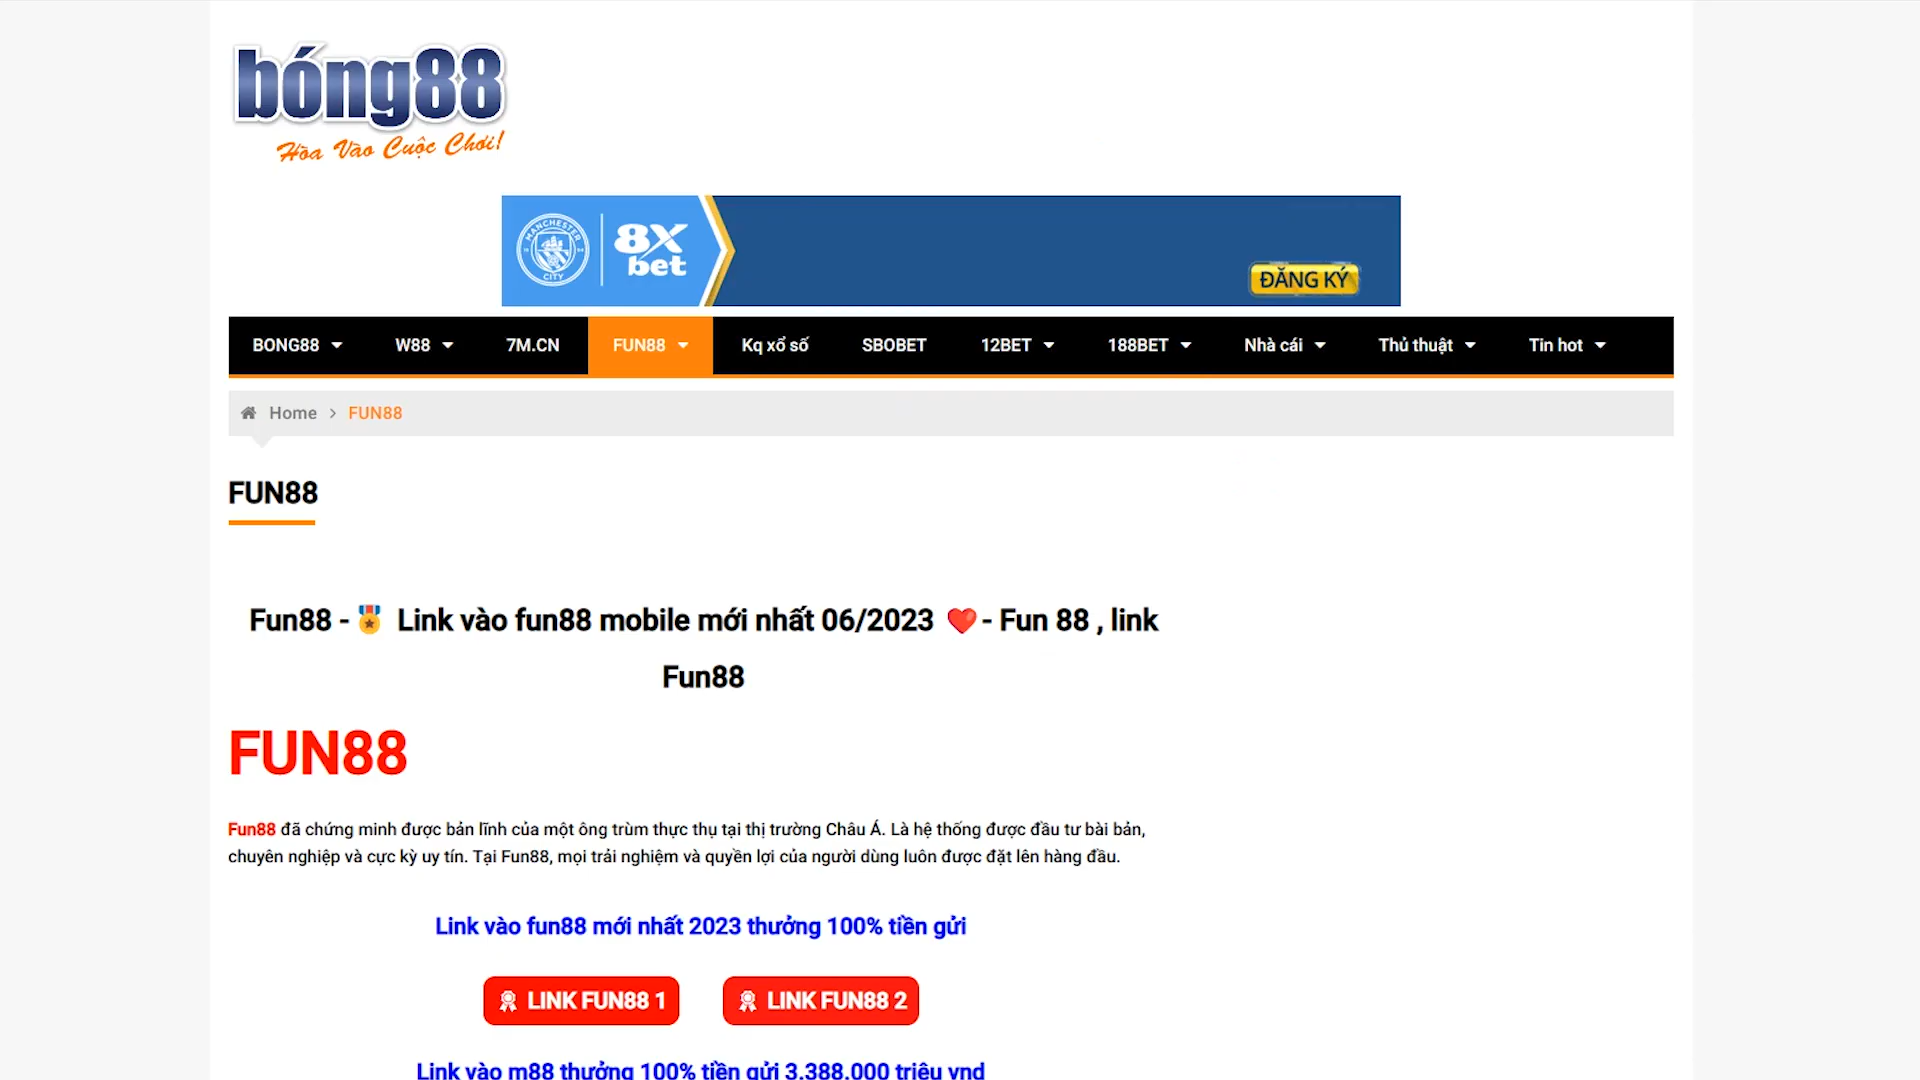 bóng88
Hòa Vào Cuộc Chơi!
MANCHESTER
CITY
8X
bet
ĐĂNG KÝ
BONG88 W88 7M.CN FUN88 Kq xổ số SBOBET 12BET 188BET Nhà cái Thủ thuật Tin hot
Home > FUN88
FUN88
Fun88 - Link vào fun88 mobile mới nhất 06/2023 - Fun 88 , link
Fun88
FUN88
Fun88 đã chứng minh được bản lĩnh của một ông trùm thực thụ tại thị trường Châu Á. Là hệ thống được đầu tư bài bản,
chuyên nghiệp và cực kỳ uy tín. Tại Fun88, mọi trải nghiệm và quyền lợi của người dùng luôn được đặt lên hàng đầu.
Link vào fun88 mới nhất 2023 thưởng 100% tiền gửi
LINK FUN88 1 LINK FUN88 2
Link vào m88 thưởng 100% tiền gửi 3.388.000 triệu vnd